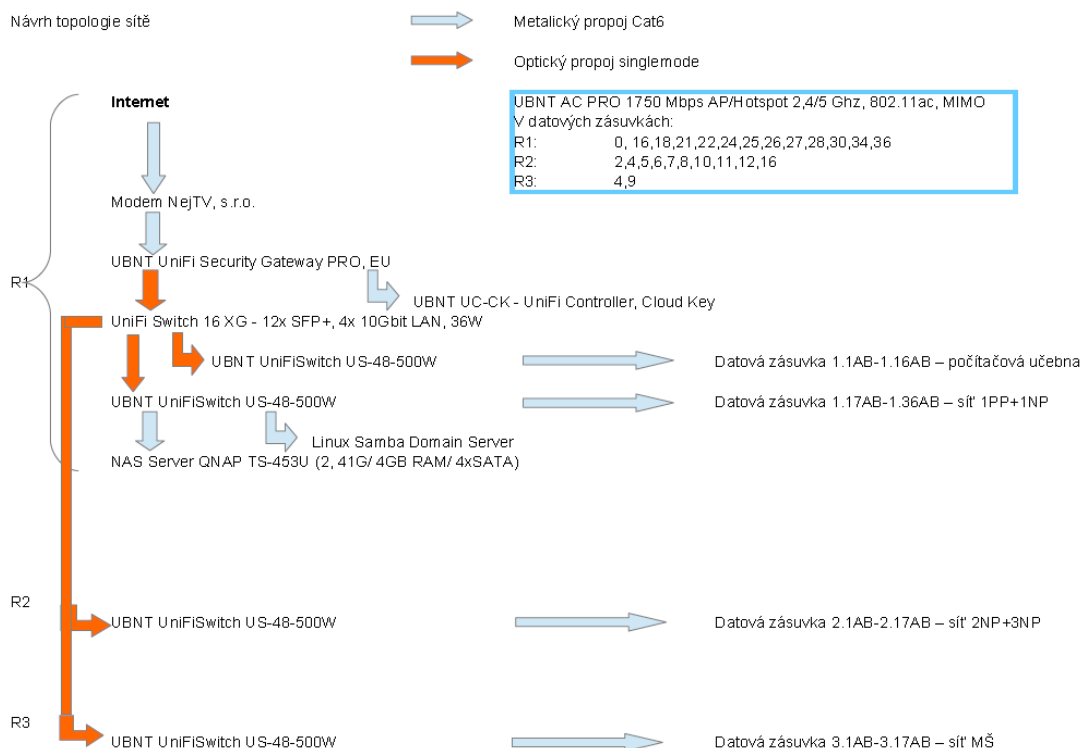 Návrh topologie sítě
Metalický propoj Cat6
Optický propoj singlemode
Internet
UBNT AC PRO 1750 Mbps AP/Hotspot 2,4/5 Ghz, 802.11ac, MIMO
V datových zásuvkách:
R1: 0, 16,18,21,22,24,25,26,27,28,30,34,36
R2: 2,4,5,6,7,8,10,11,12,16
R3: 4,9
Modem NejTV, s.r.o.
UBNT UniFi Security Gateway PRO, EU
R1
UBNT UC-CK - UniFi Controller, Cloud Key
UniFi Switch 16 XG - 12x SFP+, 4x 10Gbit LAN, 36W
UBNT UniFiSwitch US-48-500W
Datová zásuvka 1.1AB-1.16AB – počítačová učebna
UBNT UniFiSwitch US-48-500W
Datová zásuvka 1.17AB-1.36AB – síť 1PP+1NP
Linux Samba Domain Server
NAS Server QNAP TS-453U (2, 41G/ 4GB RAM/ 4xSATA)
R2
UBNT UniFiSwitch US-48-500W
Datová zásuvka 2.1AB-2.17AB – síť 2NP+3NP
R3
UBNT UniFiSwitch US-48-500W
Datová zásuvka 3.1AB-3.17AB – síť MŠ